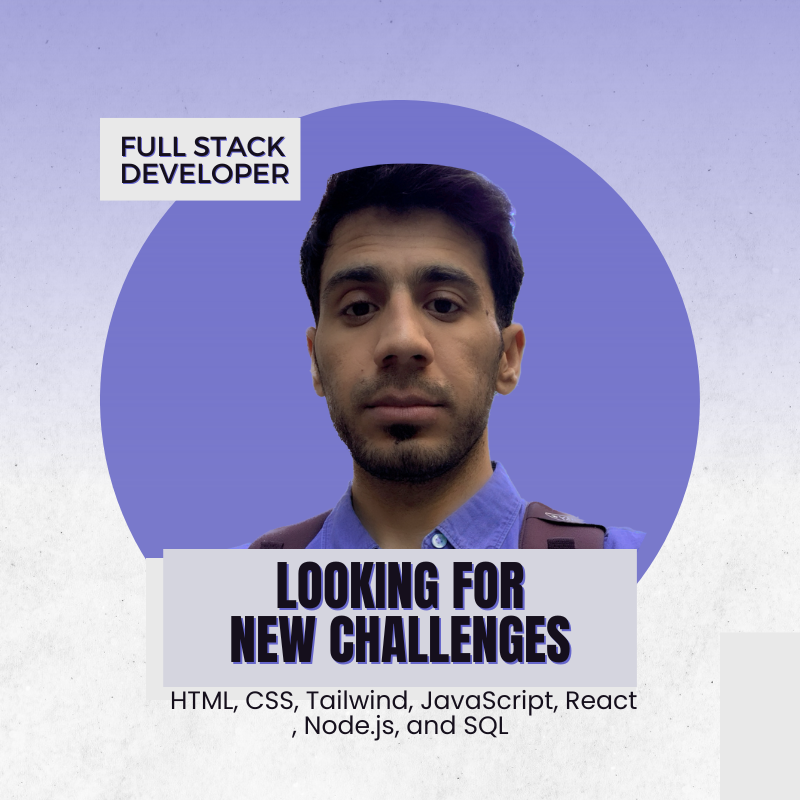 FULL STACK
DEVELOPER
LOOKING FOR
NEW CHALLENGES
HTML, CSS, Tailwind, JavaScript, React
, Node.js, and SQL